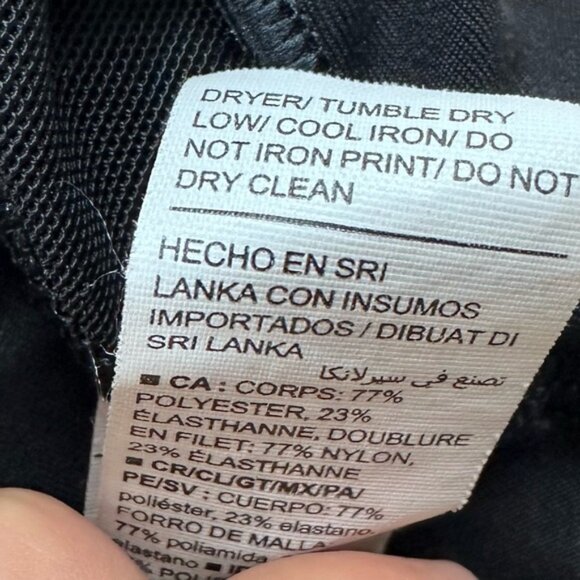 DRYER/ TUMBLE DRY
LOW/ COOL IRON/ DO
NOT IRON PRINT/ DO NOT
DRY CLEAN
HECHO EN SRI
LANKA CON INSUMOS
IMPORTADOS / DIBUAT DI
SRI LANKA
تصنع في سيرلانكا
CA : CORPS: 77%
POLYESTER, 23%
ÉLASTHANNE, DOUBLURE
EN FILET: 77% NYLON,
23% ÉLASTHANNE
CR/CL/GT/MX/PA/
PE/SV : CUERPO: 77%
poliéster, 23% elastano,
FORRO DE MALLA
77% poliamida
elastano